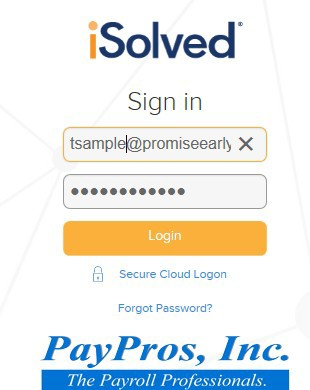 iSolved
Sign in
tsample@promiseearly
••••••••••••
Login
Secure Cloud Logon
Forgot Password?
PayPros, Inc.
The Payroll Professionals.